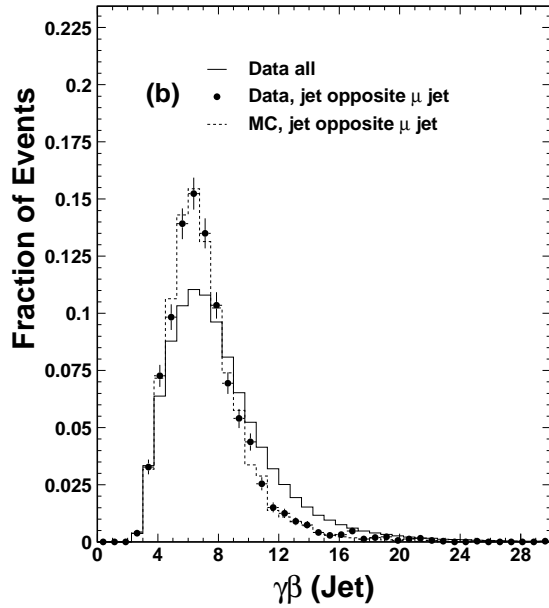 0.225
0.2
0.175
0.15
0.125
0.1
0.075
0.05
0.025
0
Fraction of Events
(b)
Data all
Data, jet opposite μ jet
MC, jet opposite μ jet
0 4 8 12 16 20 24 28
γβ (Jet)